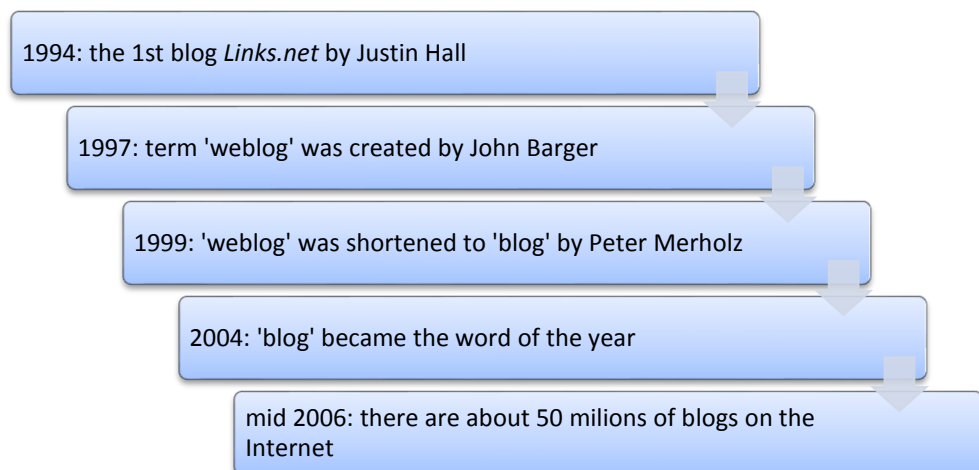 1994: the 1st blog Links.net by Justin Hall
1997: term 'weblog' was created by John Barger
1999: 'weblog' was shortened to 'blog' by Peter Merholz
2004: 'blog' became the word of the year
mid 2006: there are about 50 milions of blogs on the
Internet